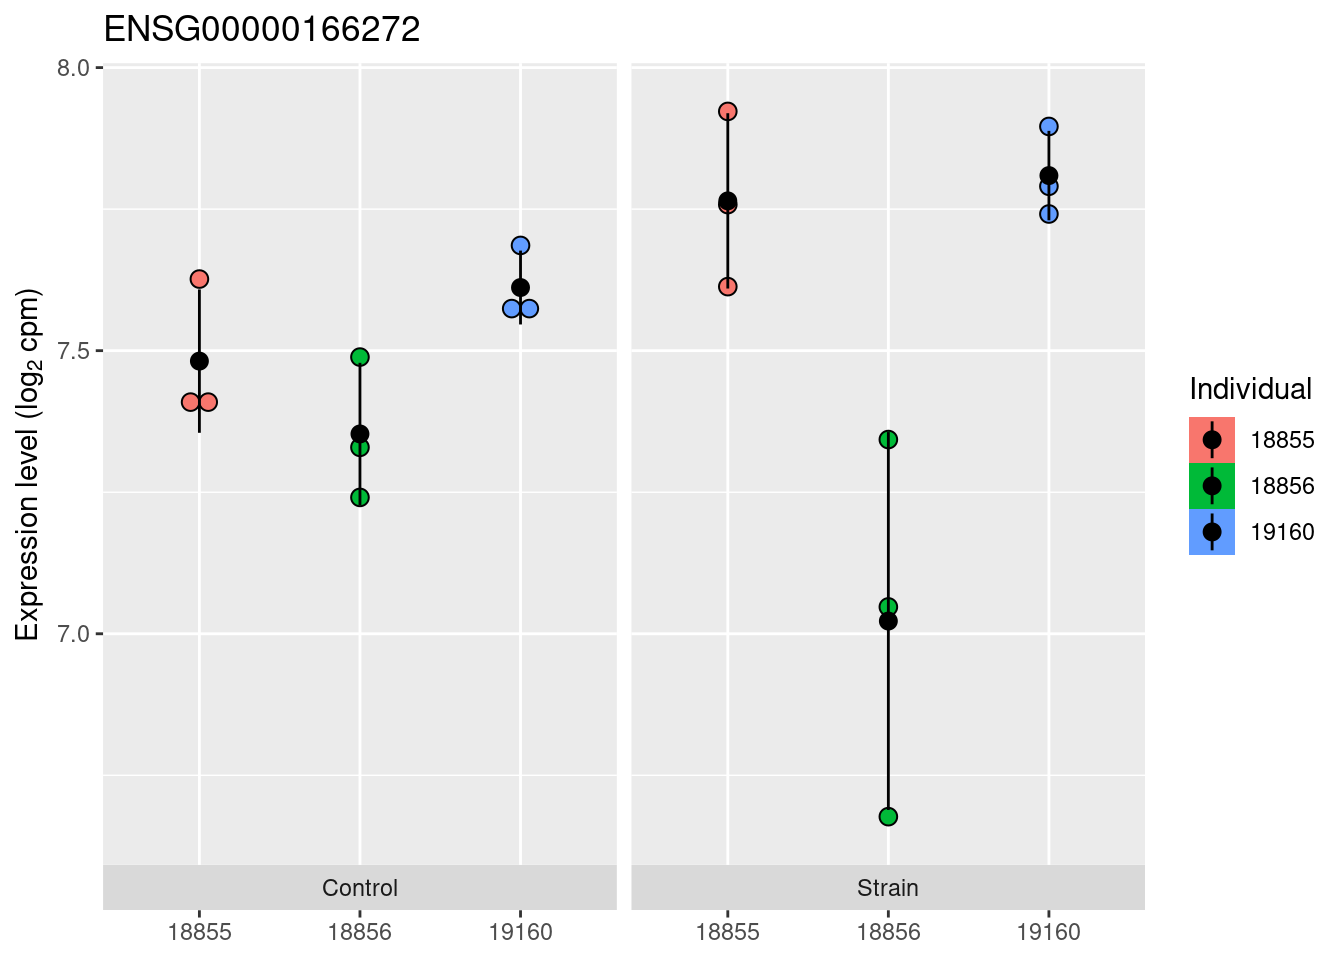 ENSG00000166272
Expression level (log₂ cpm)
8.0
7.5
7.0
Control
Strain
18855
18856
19160
18855
18856
19160
Individual
18855
18856
19160